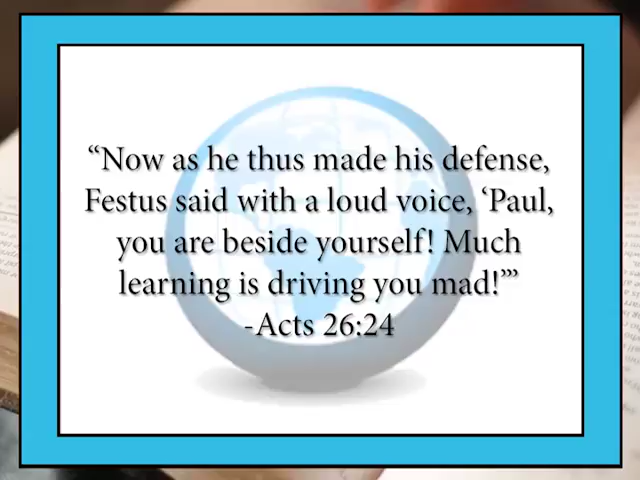 “Now as he thus made his defense,
Festus said with a loud voice, ‘Paul,
you are beside yourself! Much
learning is driving you mad!’”
-Acts 26:24